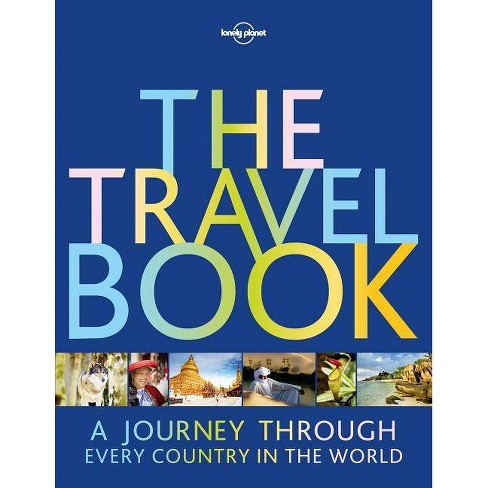 lonely planet
THE
TRAVEL
BOOK
A JOURNEY THROUGH
EVERY COUNTRY IN THE WORLD